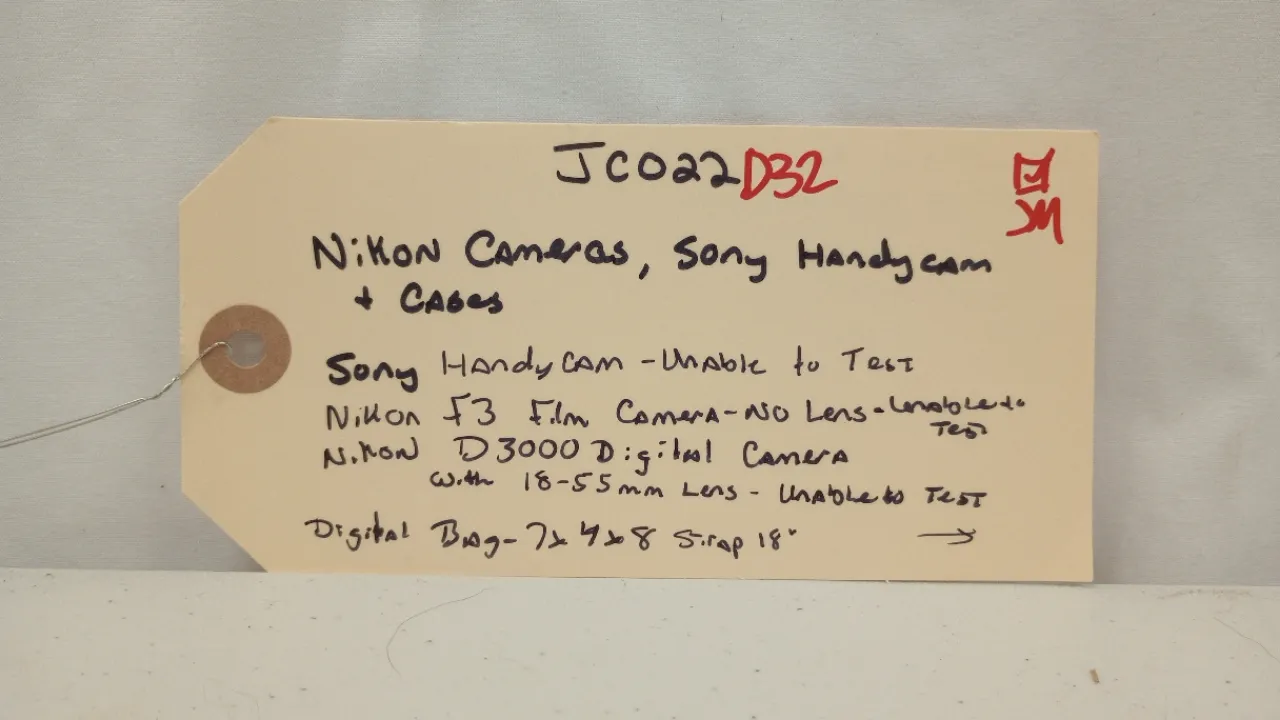 JC022D32
JM
Nikon Cameras, Sony Handycam
+ Cases
Sony Handycam - Unable to Test
Nikon F3 Film Camera - No Lens - Unable to
Test
Nikon D3000 Digital Camera
with 18-55mm Lens - Unable to Test
Digital Bag - 7x4x8 Strap 18" →